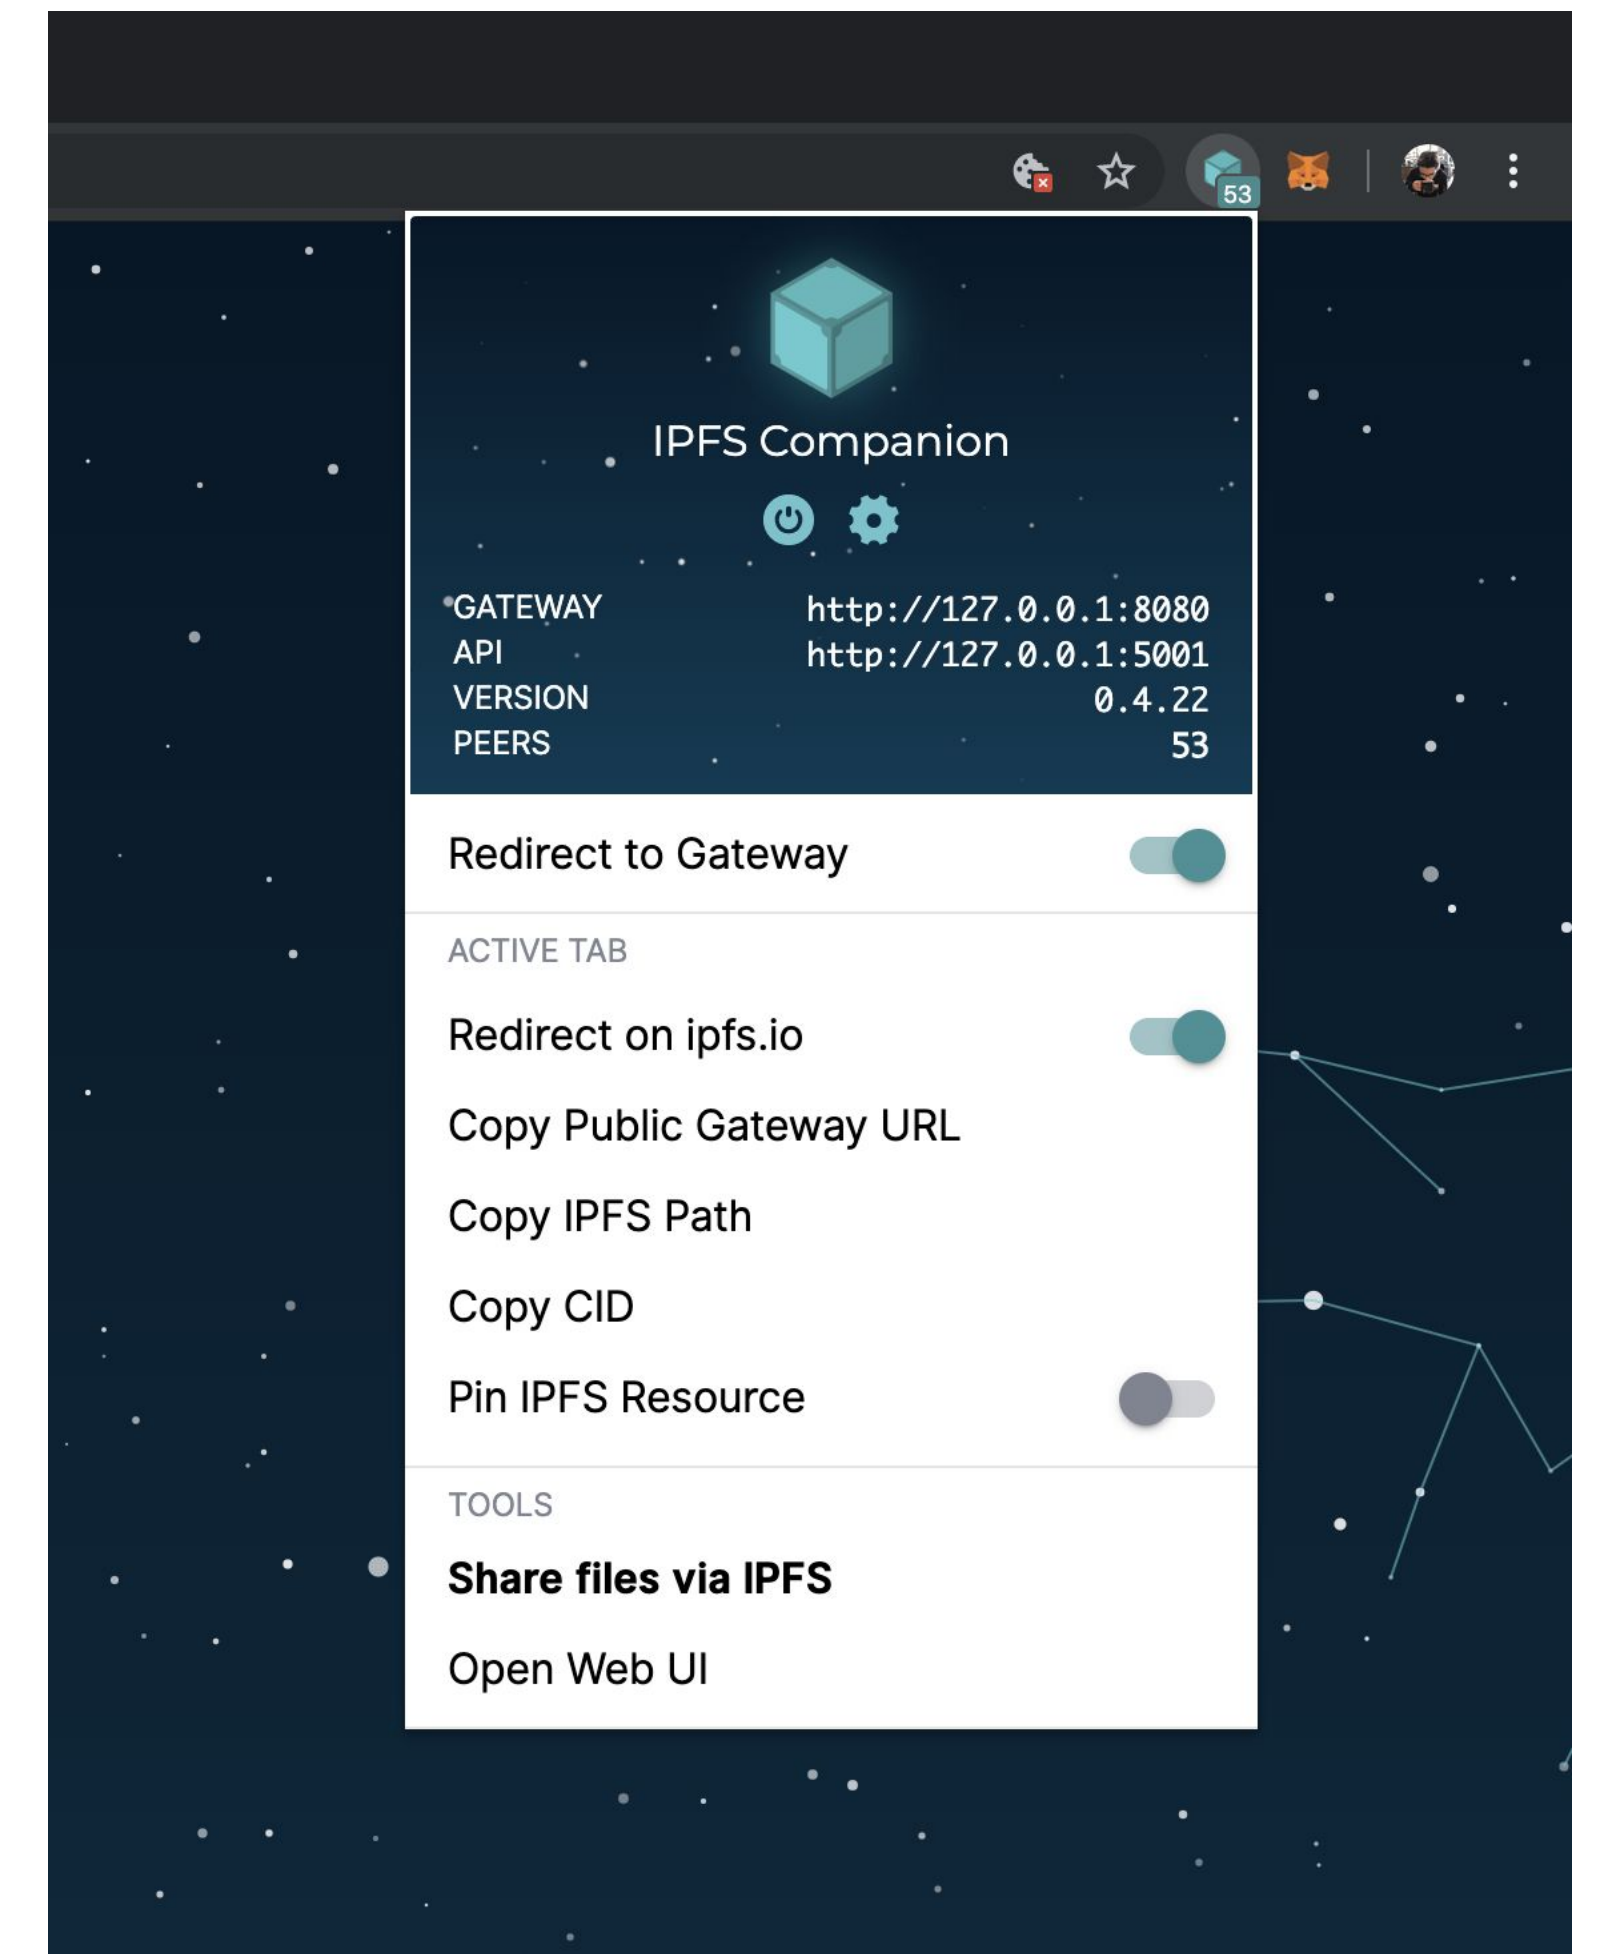 53
IPFS Companion
GATEWAY http://127.0.0.1:8080
API http://127.0.0.1:5001
VERSION 0.4.22
PEERS 53
Redirect to Gateway
ACTIVE TAB
Redirect on ipfs.io
Copy Public Gateway URL
Copy IPFS Path
Copy CID
Pin IPFS Resource
TOOLS
Share files via IPFS
Open Web UI